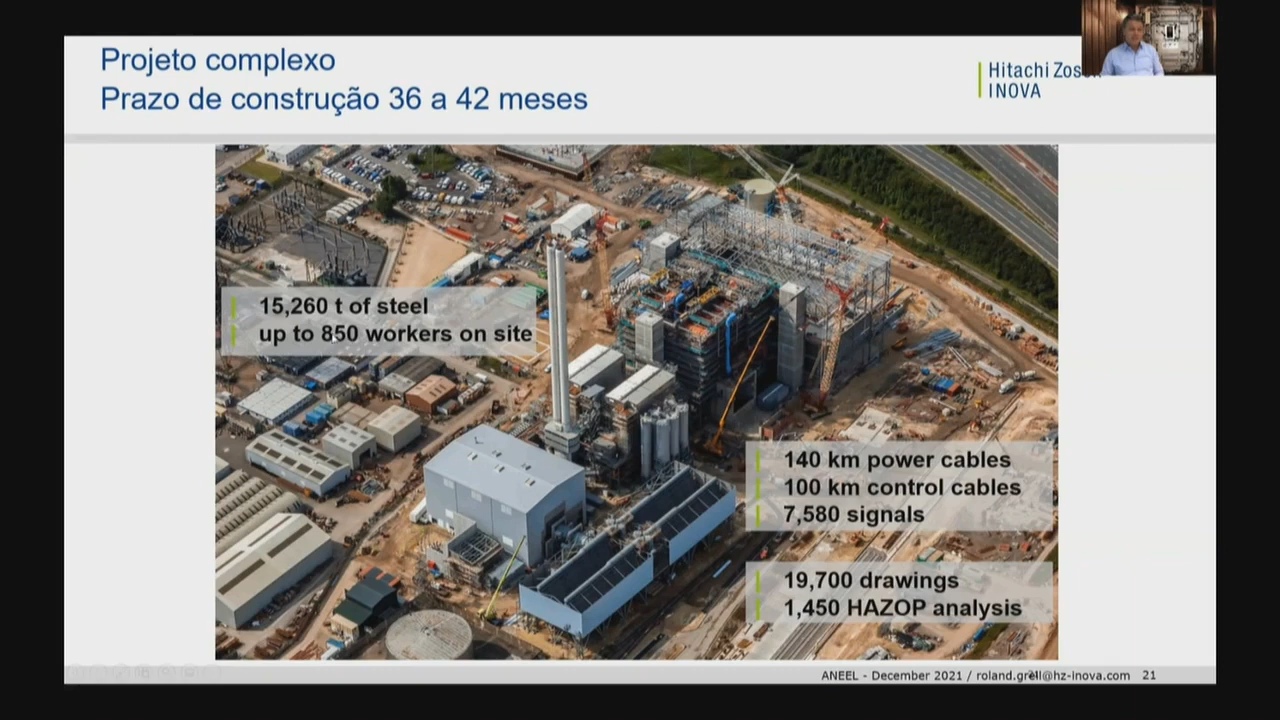 Projeto complexo
Prazo de construção 36 a 42 meses
Hitachi Zosen
INOVA
15,260 t of steel
up to 850 workers on site
140 km power cables
100 km control cables
7,580 signals
19,700 drawings
1,450 HAZOP analysis
ANEEL - December 2021 / roland.grell@hz-inova.com 21